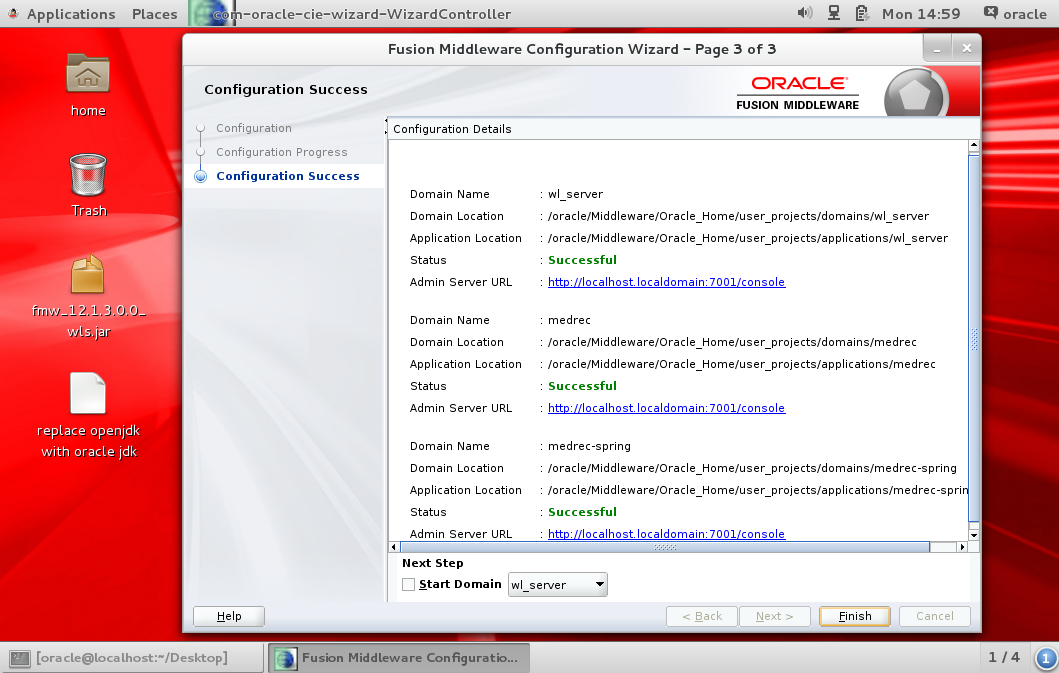 Applications Places com-oracle-cie-wizard-WizardController Mon 14:59 oracle
home
Trash
fmw_12.1.3.0.0_
wls.jar
replace openjdk
with oracle jdk
Fusion Middleware Configuration Wizard - Page 3 of 3
Configuration Success
ORACLE
FUSION MIDDLEWARE
Configuration
Configuration Progress
Configuration Success
Configuration Details
Domain Name : wl_server
Domain Location : /oracle/Middleware/Oracle_Home/user_projects/domains/wl_server
Application Location : /oracle/Middleware/Oracle_Home/user_projects/applications/wl_server
Status : Successful
Admin Server URL : http://localhost.localdomain:7001/console
Domain Name : medrec
Domain Location : /oracle/Middleware/Oracle_Home/user_projects/domains/medrec
Application Location : /oracle/Middleware/Oracle_Home/user_projects/applications/medrec
Status : Successful
Admin Server URL : http://localhost.localdomain:7001/console
Domain Name : medrec-spring
Domain Location : /oracle/Middleware/Oracle_Home/user_projects/domains/medrec-spring
Application Location : /oracle/Middleware/Oracle_Home/user_projects/applications/medrec-sprin
Status : Successful
Admin Server URL : http://localhost.localdomain:7001/console
Next Step
Start Domain wl_server
Help < Back Next > Finish Cancel
[oracle@localhost:~/Desktop] Fusion Middleware Configuratio... 1 / 4 1